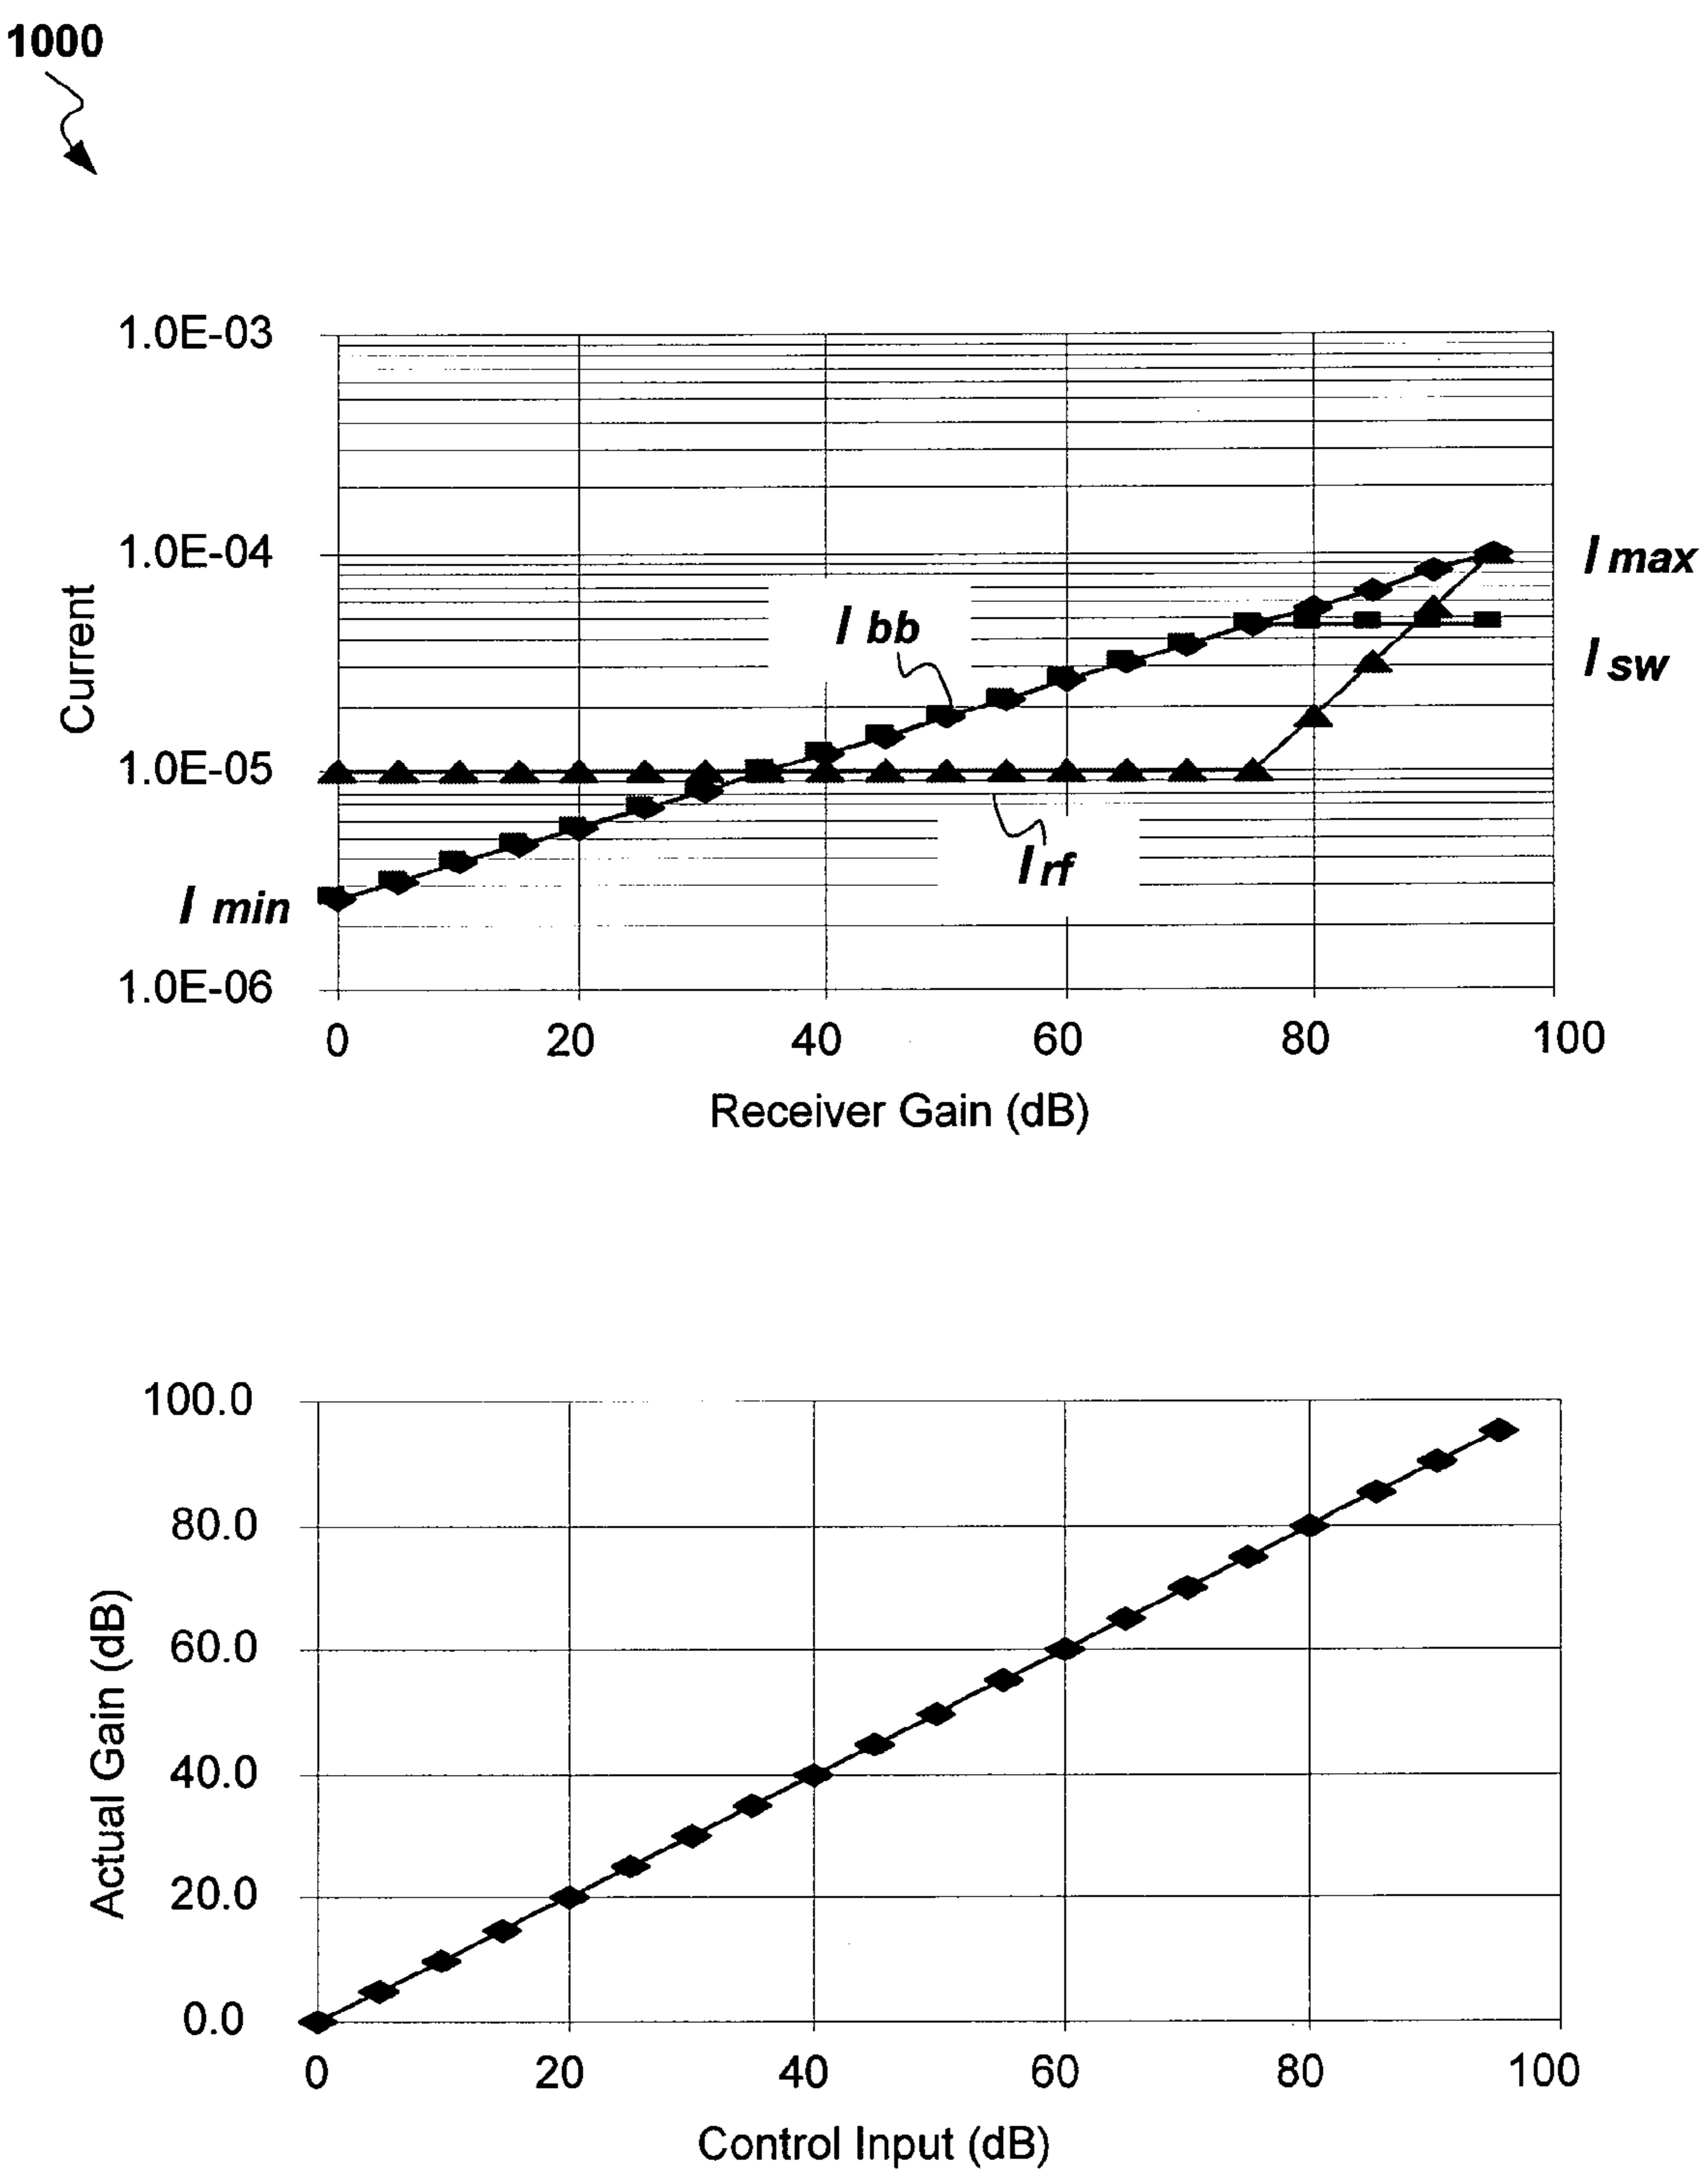 1000
1.0E-03
1.0E-04
1.0E-05
1.0E-06
Current
I bb
I rf
I max
I sw
I min
0 20 40 60 80 100
Receiver Gain (dB)
100.0
80.0
60.0
40.0
20.0
0.0
Actual Gain (dB)
0 20 40 60 80 100
Control Input (dB)